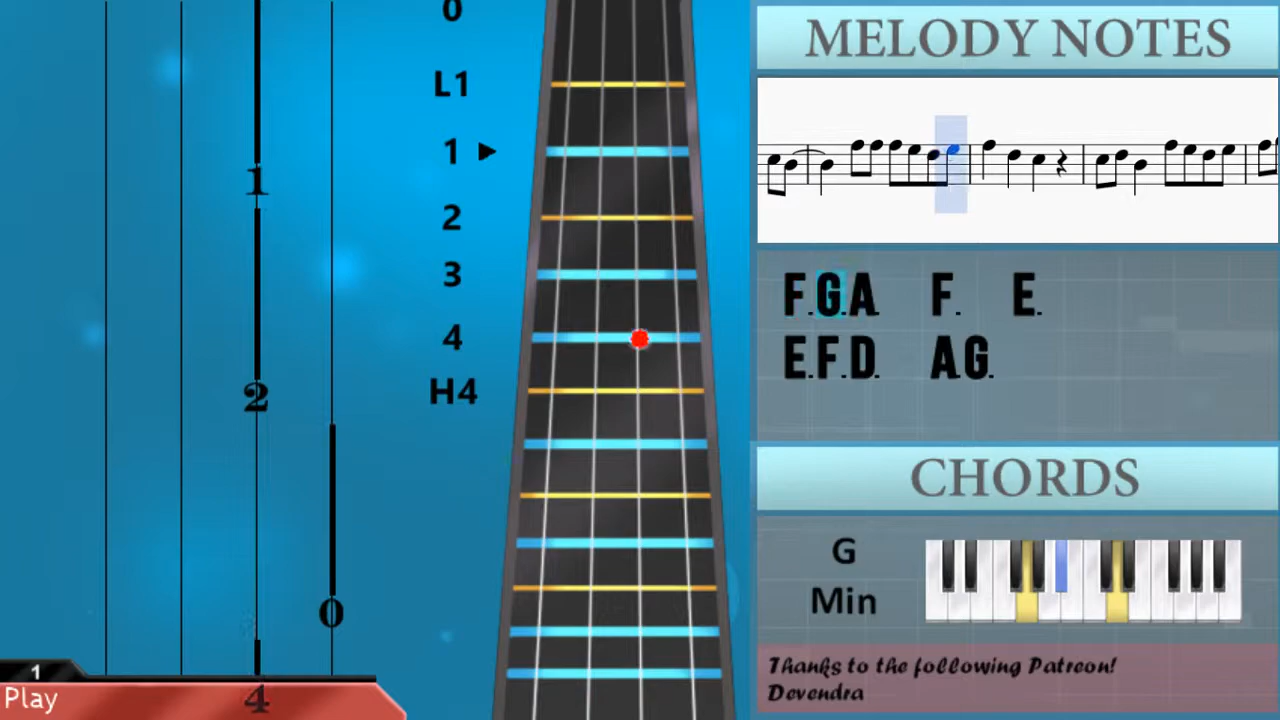 0
L1
1
2
3
4
H4
1
2
0
4
1
Play
MELODY NOTES
F.G.A. F. E.
E.F.D. A.G.
CHORDS
G
Min
Thanks to the following Patreon!
Devendra